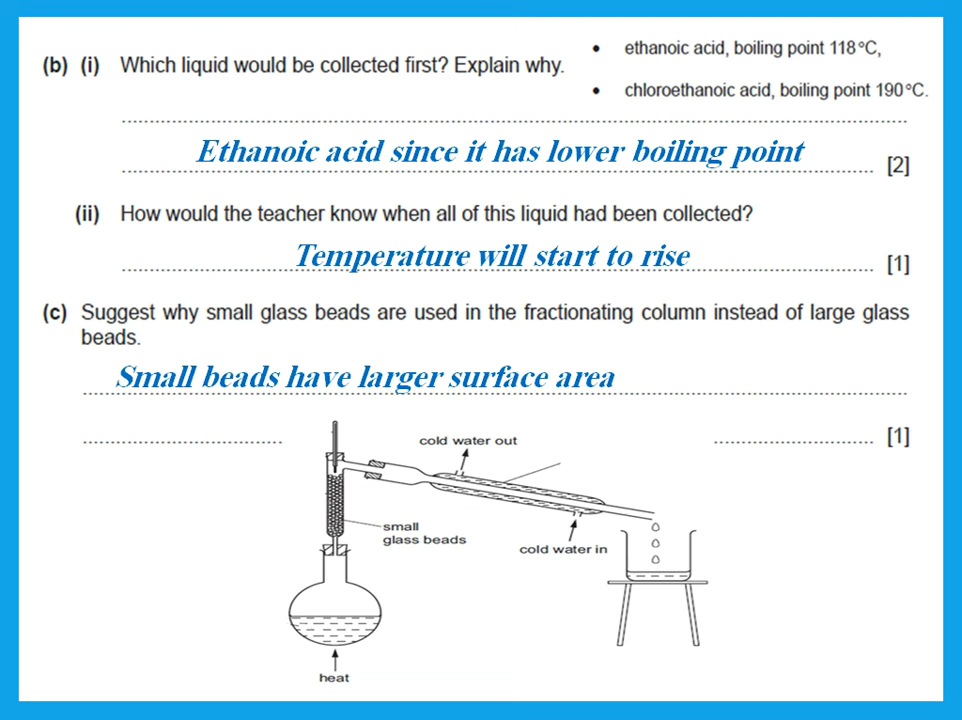 (b) (i) Which liquid would be collected first? Explain why.
• ethanoic acid, boiling point 118 °C,
• chloroethanoic acid, boiling point 190 °C.
Ethanoic acid since it has lower boiling point
[2]
(ii) How would the teacher know when all of this liquid had been collected?
Temperature will start to rise
[1]
(c) Suggest why small glass beads are used in the fractionating column instead of large glass
beads.
Small beads have larger surface area
[1]
cold water out
small
glass beads
cold water in
heat